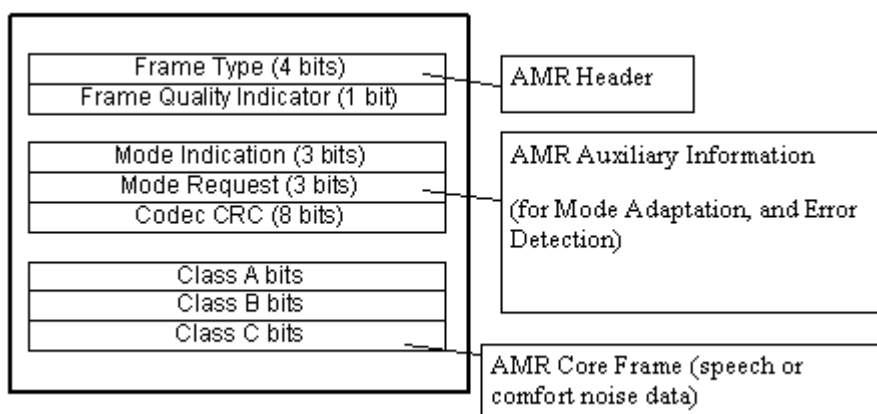 Frame Type (4 bits)
Frame Quality Indicator (1 bit)
AMR Header
Mode Indication (3 bits)
Mode Request (3 bits)
Codec CRC (8 bits)
AMR Auxiliary Information
(for Mode Adaptation, and Error
Detection)
Class A bits
Class B bits
Class C bits
AMR Core Frame (speech or
comfort noise data)